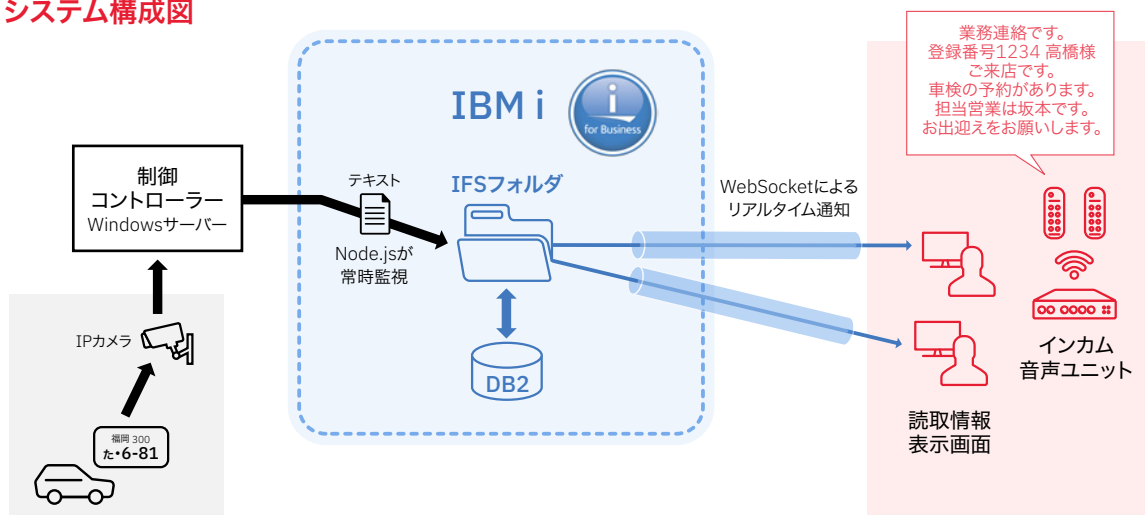 システム構成図
業務連絡です。
登録番号1234 高橋様
ご来店です。
車検の予約があります。
担当営業は坂本です。
お出迎えをお願いします。
IBM i
i
for Business
制御
コントローラー
Windowsサーバー
テキスト
Node.jsが
常時監視
IFSフォルダ
DB2
WebSocketによる
リアルタイム通知
IPカメラ
福岡 300
た・6-81
読取情報
表示画面
インカム
音声ユニット